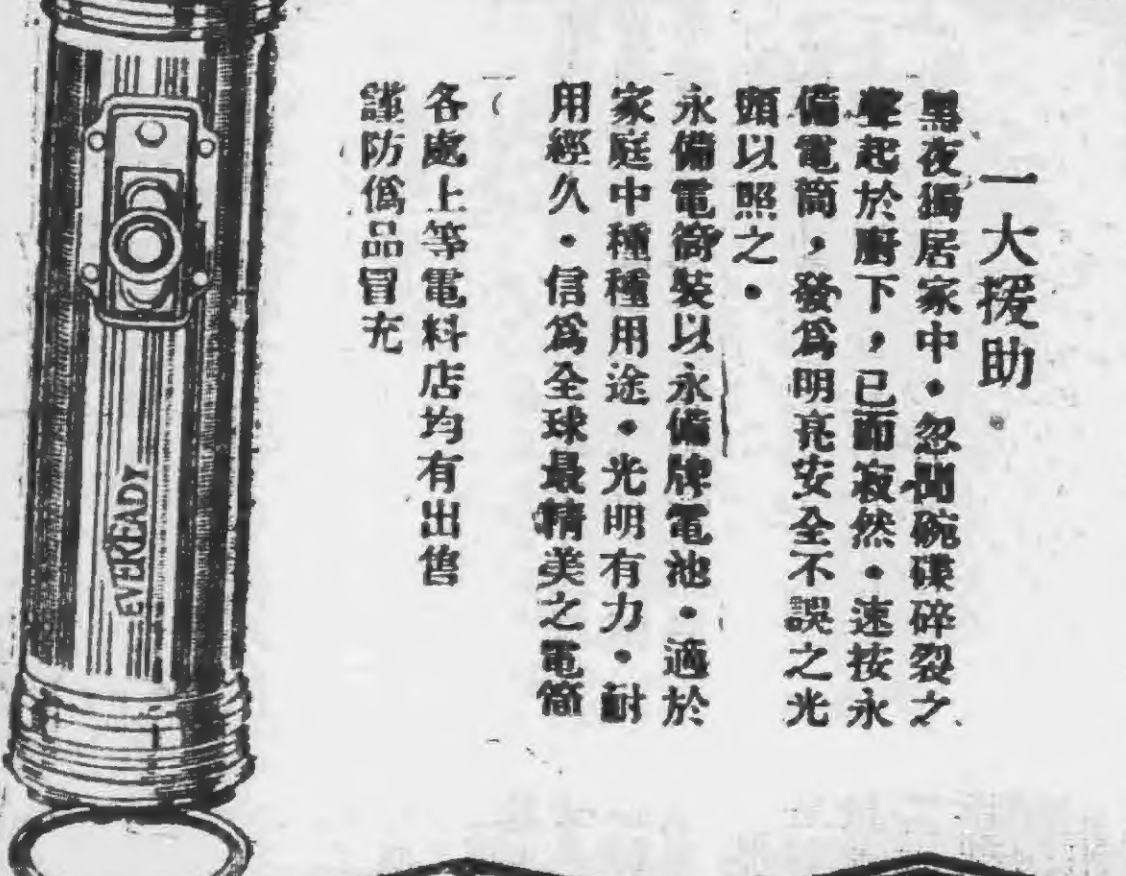 一大援助
黑夜獨居家中・忽聞碗碟碎裂之
聲起於廚下，已而寂然・速按永
備電筒，發爲明亮安全不誤之光
頭以照之・
永備電筒裝以永備牌電池・適於
家庭中種種用途・光明有力・耐
用經久・信爲全球最精美之電筒
各處上等電料店均有出售
謹防僞品冒充
EVEREADY